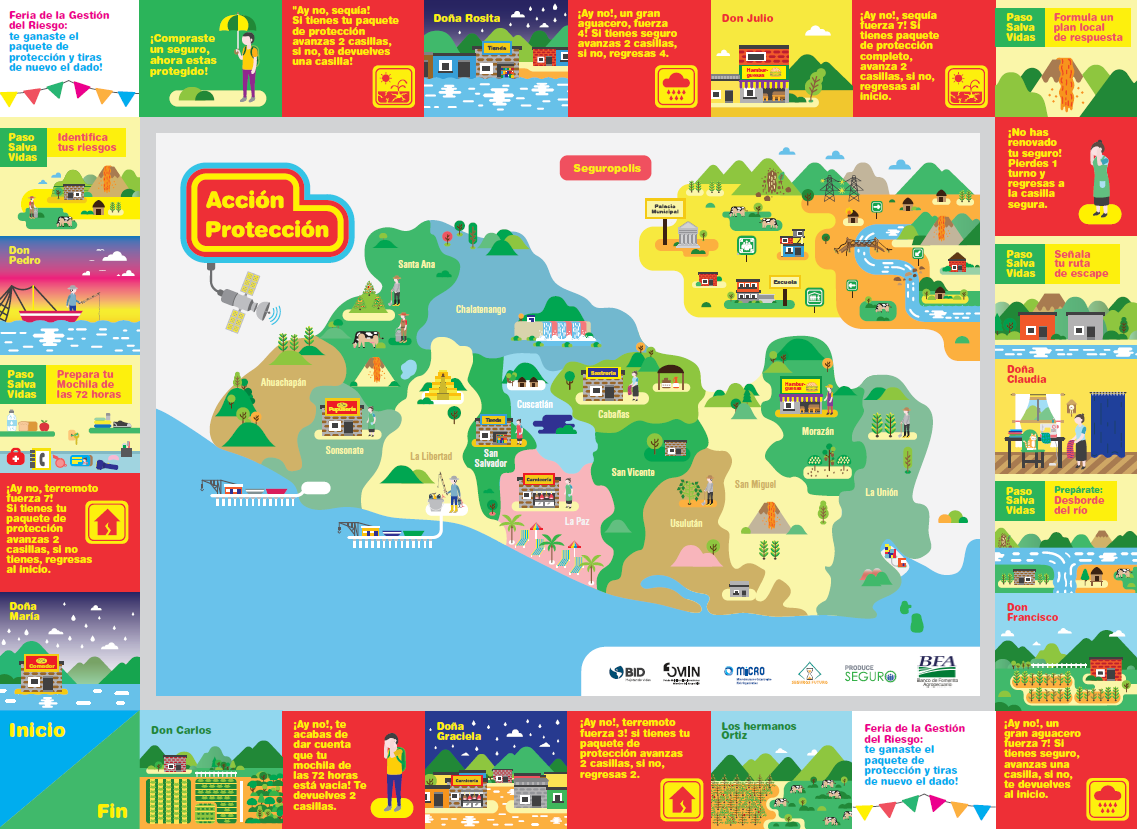 Feria de la Gestión
del Riesgo:
te ganaste el
paquete de
protección y tiras
de nuevo el dado!
¡Compraste
un seguro,
ahora estas
protegido!
"Ay no, sequía!
Si tienes tu paquete
de protección
avanzas 2 casillas,
si no, te devuelves
una casilla!
Doña Rosita
Tienda
¡Ay no!, un gran
aguacero, fuerza
4! Si tienes seguro
avanzas 2 casillas,
si no, regresas 4.
Don Julio
Hambur-
guesas
¡Ay no!, sequía
fuerza 7! Si
tienes paquete
de protección
completo,
avanza 2
casillas, si no,
regresas al
inicio.
Paso
Salva
Vidas
Formula un
plan local
de respuesta
Paso
Salva
Vidas
Identifica
tus riesgos
¡No has
renovado
tu seguro!
Pierdes 1
turno y
regresas a
la casilla
segura.
Don
Pedro
Paso
Salva
Vidas
Señala
tu ruta
de escape
Paso
Salva
Vidas
Prepara tu
Mochila de
las 72 horas
Doña
Claudia
¡Ay no, terremoto
fuerza 7!
Si tienes tu
paquete de
protección
avanzas 2
casillas, si no
tienes, regresas
al inicio.
Paso
Salva
Vidas
Prepárate:
Desborde
del río
Doña
María
Comedor
Don
Francisco
Acción
Protección
Seguropolis
Palacio
Municipal
Escuela
Santa Ana
Chalatenango
Ahuachapán
Papelería
Sonsonate
La Libertad
Tienda
San
Salvador
Cuscatlán
Sastrería
Cabañas
Hambur-
guesas
Morazán
San Vicente
Carnicería
La Paz
San Miguel
Usulután
La Unión
BID
FOMIN
MiCRO
PRODUCE
SEGURO
BFA
Banco de Fomento
Agropecuario
Inicio
Fin
Don Carlos
¡Ay no!, te
acabas de
dar cuenta
que tu
mochila de
las 72 horas
está vacia! Te
devuelves 2
casillas.
Doña
Graciela
Carnicería
¡Ay no!, terremoto
fuerza 3! si tienes tu
paquete de
protección avanzas
2 casillas, si no,
regresas 2.
Los hermanos
Ortiz
Feria de la Gestión
del Riesgo:
te ganaste el
paquete de
protección y tiras
de nuevo el dado!
¡Ay no!, un
gran aguacero
fuerza 7! Si
tienes seguro,
avanzas una
casilla, si no,
te devuelves
al inicio.